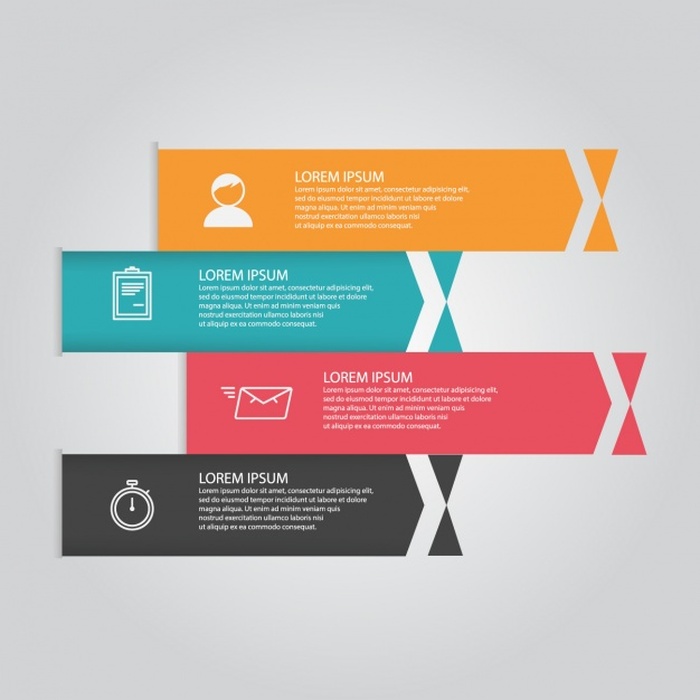 LOREM IPSUM
Lorem ipsum dolor sit amet, consectetur adipisicing elit,
sed do eiusmod tempor incididunt ut labore et dolore
magna aliqua. Ut enim ad minim veniam, quis
nostrud exercitation ullamco laboris nisi
ut aliquip ex ea commodo consequat.
LOREM IPSUM
Lorem ipsum dolor sit amet, consectetur adipisicing elit,
sed do eiusmod tempor incididunt ut labore et dolore
magna aliqua. Ut enim ad minim veniam, quis
nostrud exercitation ullamco laboris nisi
ut aliquip ex ea commodo consequat.
LOREM IPSUM
Lorem ipsum dolor sit amet, consectetur adipisicing elit,
sed do eiusmod tempor incididunt ut labore et dolore
magna aliqua. Ut enim ad minim veniam, quis
nostrud exercitation ullamco laboris nisi
ut aliquip ex ea commodo consequat.
LOREM IPSUM
Lorem ipsum dolor sit amet, consectetur adipisicing elit,
sed do eiusmod tempor incididunt ut labore et dolore
magna aliqua. Ut enim ad minim veniam, quis
nostrud exercitation ullamco laboris nisi
ut aliquip ex ea commodo consequat.